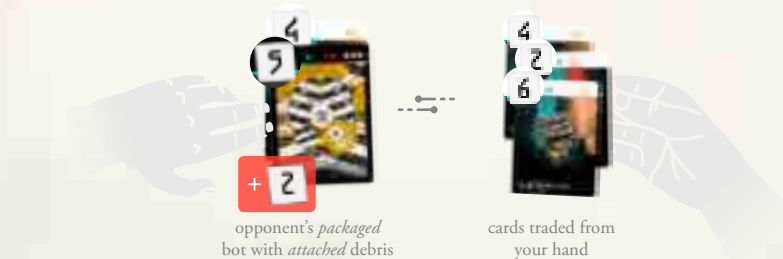 4
4
5
2
6
+ 2
opponent's packaged
bot with attached debris
cards traded from
your hand